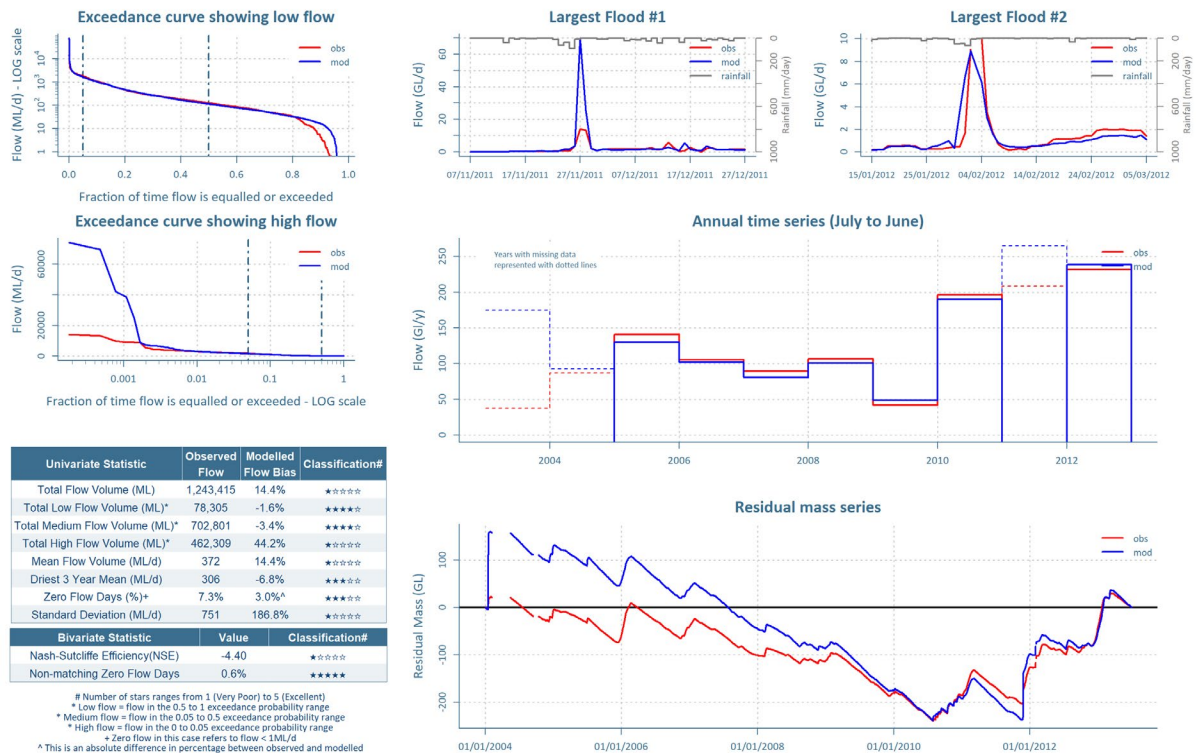 Exceedance curve showing low flow
Flow (ML/d) - LOG scale
10⁴
10³
10²
10
1
obs
mod
0.0 0.2 0.4 0.6 0.8 1.0
Fraction of time flow is equalled or exceeded
Largest Flood #1
Flow (GL/d)
60
40
20
0
obs
mod
rainfall
0
200
600
1000
Rainfall (mm/day)
07/11/2011 17/11/2011 27/11/2011 07/12/2011 17/12/2011 27/12/2011
Largest Flood #2
Flow (GL/d)
10
8
6
4
2
0
obs
mod
rainfall
0
200
600
1000
Rainfall (mm/day)
15/01/2012 25/01/2012 04/02/2012 14/02/2012 24/02/2012 05/03/2012
Exceedance curve showing high flow
Flow (ML/d)
60000
20000
0
obs
mod
0.001 0.01 0.1 1
Fraction of time flow is equalled or exceeded - LOG scale
Annual time series (July to June)
Flow (Gl/y)
250
200
150
100
50
0
Years with missing data
represented with dotted lines
obs
mod
2004 2006 2008 2010 2012
Univariate Statistic Observed Flow Modelled Flow Bias Classification#
Total Flow Volume (ML) 1,243,415 14.4% ★☆☆☆☆
Total Low Flow Volume (ML)* 78,305 -1.6% ★★★★☆
Total Medium Flow Volume (ML)* 702,801 -3.4% ★★★★☆
Total High Flow Volume (ML)* 462,309 44.2% ★☆☆☆☆
Mean Flow Volume (ML/d) 372 14.4% ★☆☆☆☆
Driest 3 Year Mean (ML/d) 306 -6.8% ★★★☆☆
Zero Flow Days (%)+ 7.3% 3.0%^ ★★★☆☆
Standard Deviation (ML/d) 751 186.8% ★☆☆☆☆
Bivariate Statistic Value Classification#
Nash-Sutcliffe Efficiency(NSE) -4.40 ★☆☆☆☆
Non-matching Zero Flow Days 0.6% ★★★★★
# Number of stars ranges from 1 (Very Poor) to 5 (Excellent)
* Low flow = flow in the 0.5 to 1 exceedance probability range
* Medium flow = flow in the 0.05 to 0.5 exceedance probability range
* High flow = flow in the 0 to 0.05 exceedance probability range
+ Zero flow in this case refers to flow < 1ML/d
^ This is an absolute difference in percentage between observed and modelled
Residual mass series
Residual Mass (GL)
100
0
-100
-200
obs
mod
01/01/2004 01/01/2006 01/01/2008 01/01/2010 01/01/2012